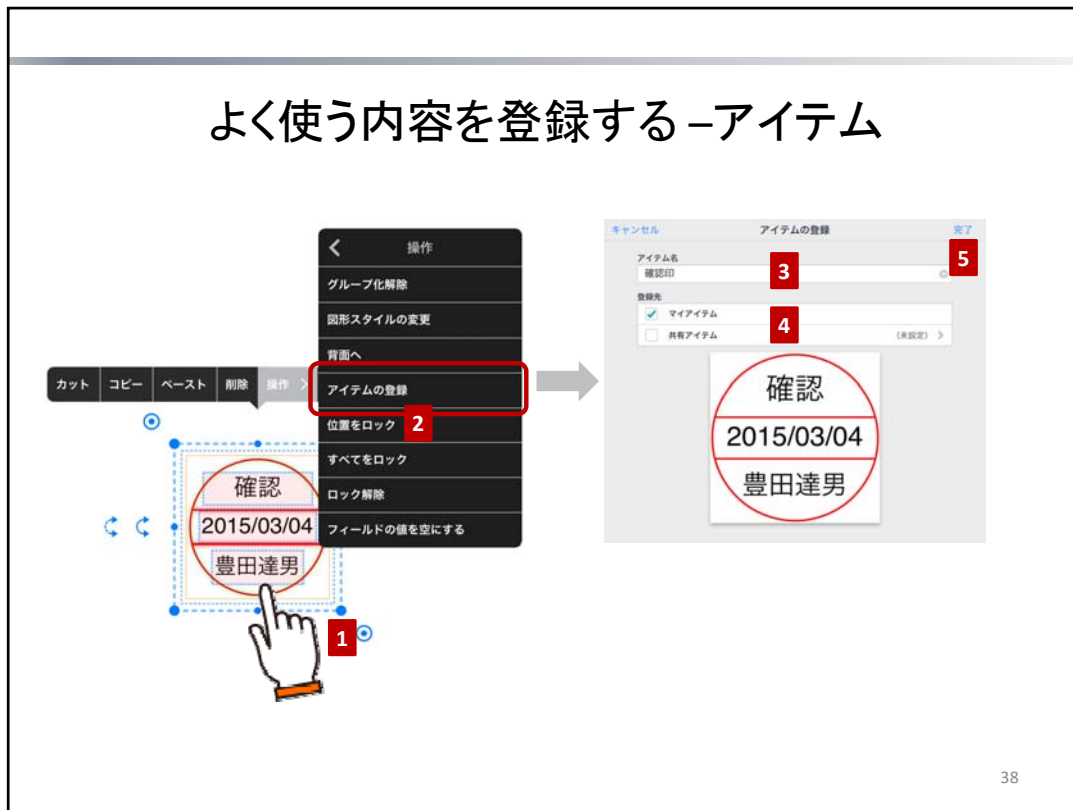 よく使う内容を登録する –アイテム
カット コピー ペースト 削除 操作
操作
グループ化解除
図形スタイルの変更
背面へ
アイテムの登録
位置をロック 2
すべてをロック
ロック解除
フィールドの値を空にする
確認
2015/03/04
豊田達男
1
キャンセル アイテムの登録 完了
5
アイテム名
確認印 3
登録先
マイアイテム
4
共有アイテム (未設定)
確認
2015/03/04
豊田達男
38